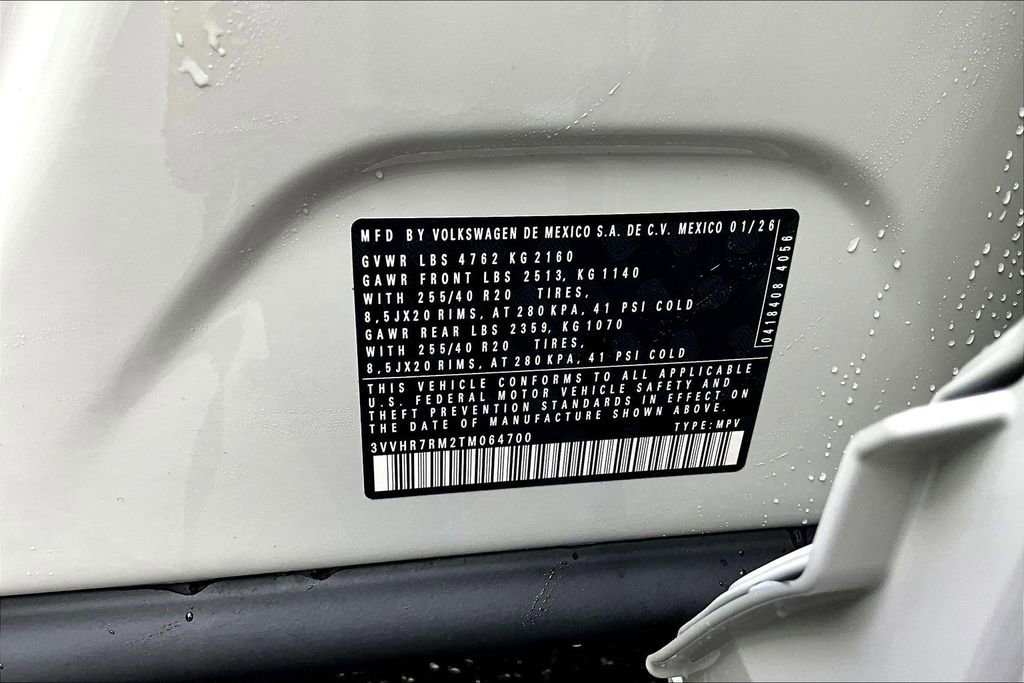 MFD BY VOLKSWAGEN DE MEXICO S.A. DE C.V. MEXICO 01/26
GVWR LBS 4762 KG 2160
GAWR FRONT LBS 2513, KG 1140
WITH 255/40 R20 TIRES,
8,5JX20 RIMS, AT 280 KPA, 41 PSI COLD
GAWR REAR LBS 2359, KG 1070
WITH 255/40 R20 TIRES,
8,5JX20 RIMS, AT 280 KPA, 41 PSI COLD
0418408 4056
THIS VEHICLE CONFORMS TO ALL APPLICABLE
U.S. FEDERAL MOTOR VEHICLE SAFETY AND
THEFT PREVENTION STANDARDS IN EFFECT ON
THE DATE OF MANUFACTURE SHOWN ABOVE.
3VVHR7RM2TM064700 TYPE: MPV